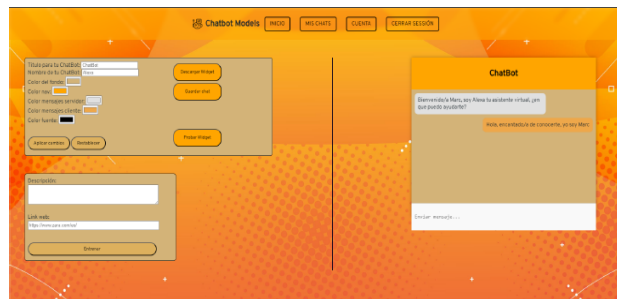 Chatbot Models INICIO MIS CHATS CUENTA CERRAR SESIÓN
Título para tu ChatBot: ChatBot
Nombre de tu ChatBot: Alexa
Color del fondo:
Color nav:
Color mensajes servidor:
Color mensajes cliente:
Color fuente:
Aplicar cambios Restablecer
Descargar Widget
Guardar chat
Probar Widget
Descripción:
Link web:
Entrenar
ChatBot
Bienvenido/a Marc, soy Alexa tu asistente virtual, ¿en
que puedo ayudarte?
Hola, encantado/a de conocerte, yo soy Marc
Enviar mensaje...